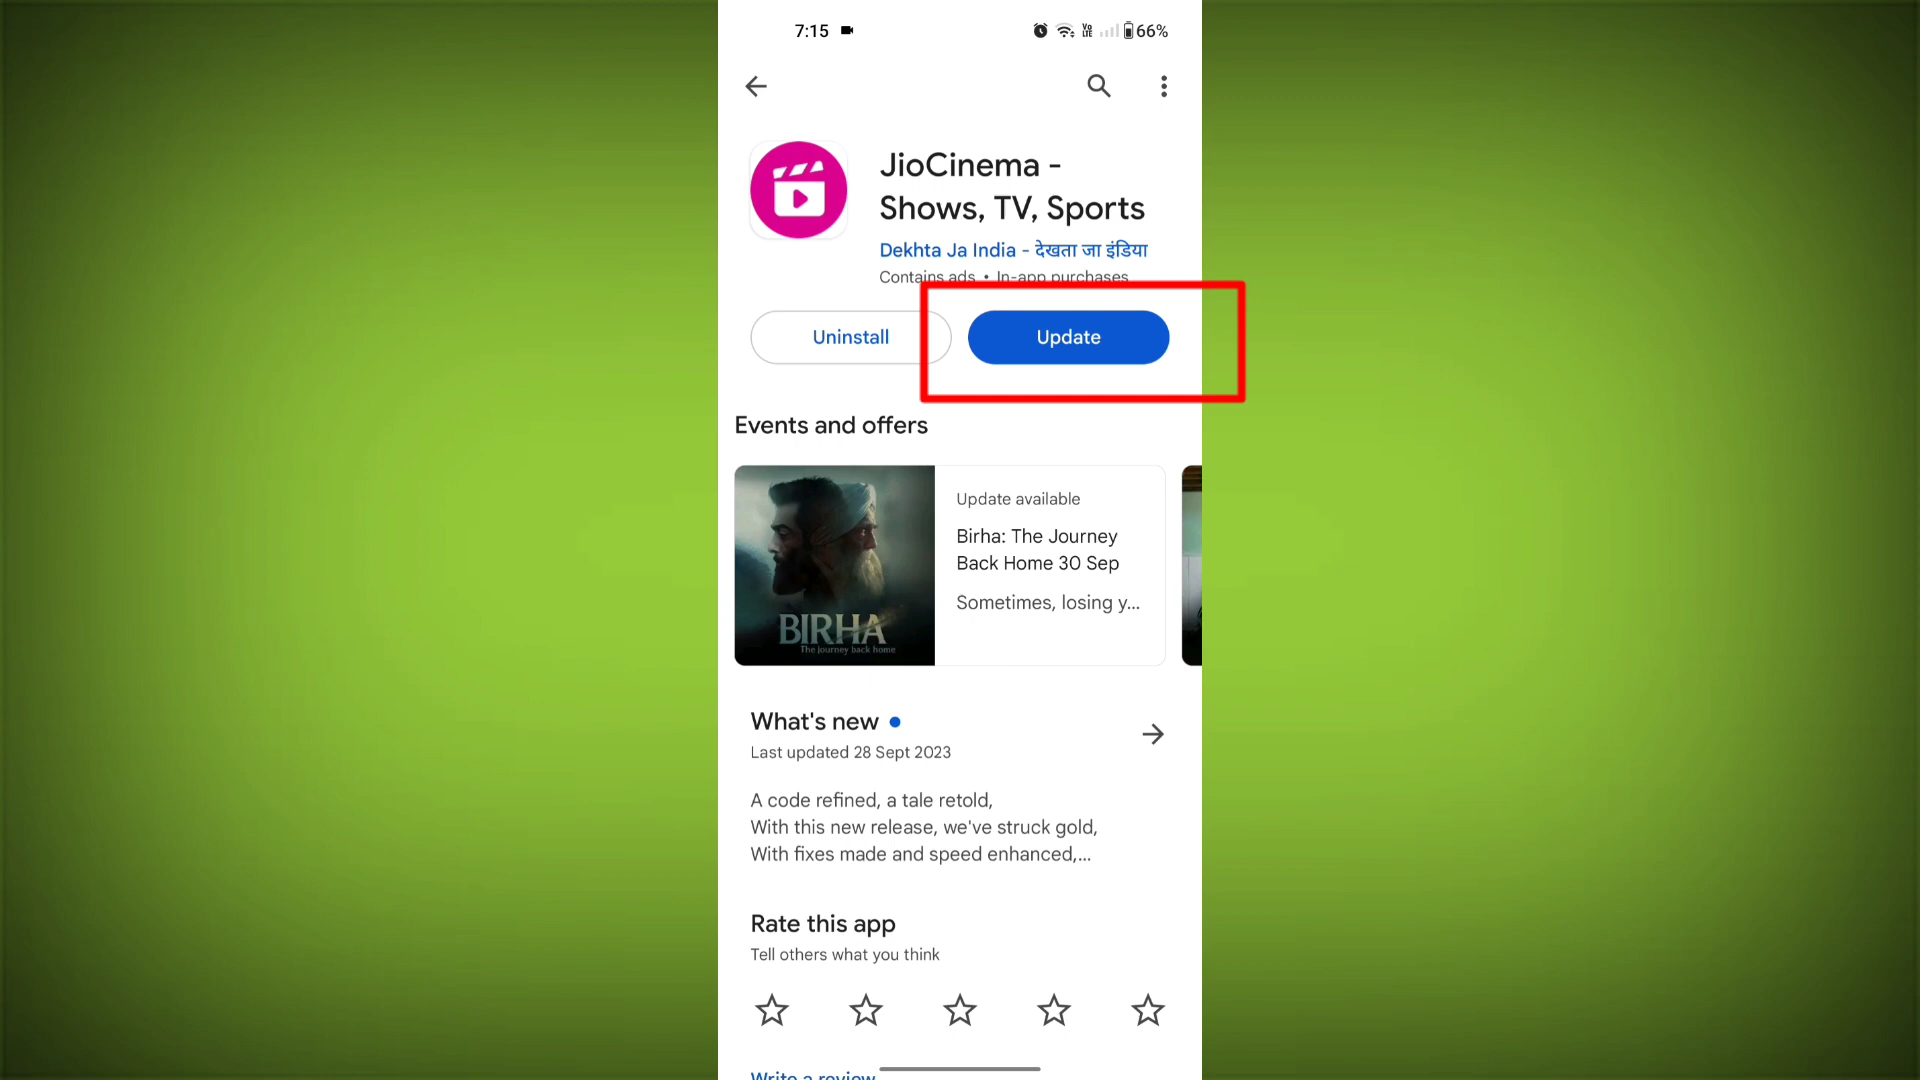 7:15
Vo LTE
66%
JioCinema -
Shows, TV, Sports
Dekhta Ja India - देखता जा इंडिया
Contains ads • In-app purchases
Uninstall
Update
Events and offers
BIRHA
The journey back home
Update available
Birha: The Journey
Back Home 30 Sep
Sometimes, losing y...
What's new
Last updated 28 Sept 2023
A code refined, a tale retold,
With this new release, we've struck gold,
With fixes made and speed enhanced,...
Rate this app
Tell others what you think
Write a review